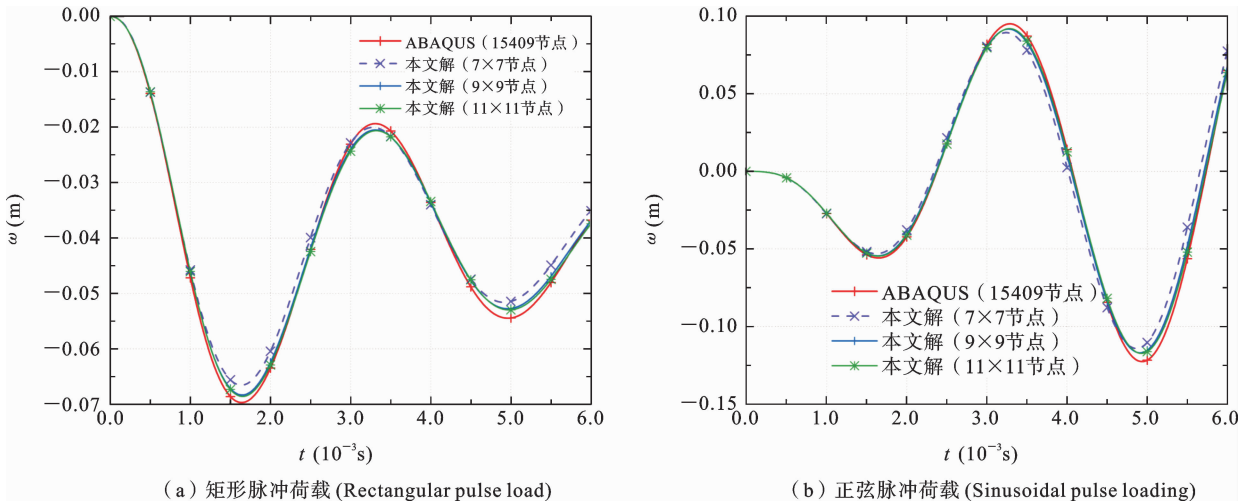 0.00
−0.01
−0.02
−0.03
−0.04
−0.05
−0.06
−0.07
ω (m)
ABAQUS（15409节点）
本文解（7×7节点）
本文解（9×9节点）
本文解（11×11节点）
0.0 1.0 2.0 3.0 4.0 5.0 6.0
t (10⁻³s)
（a）矩形脉冲荷载 (Rectangular pulse load)
0.10
0.05
0.00
−0.05
−0.10
−0.15
ω (m)
ABAQUS（15409节点）
本文解（7×7节点）
本文解（9×9节点）
本文解（11×11节点）
0.0 1.0 2.0 3.0 4.0 5.0 6.0
t (10⁻³s)
（b）正弦脉冲荷载 (Sinusoidal pulse loading)